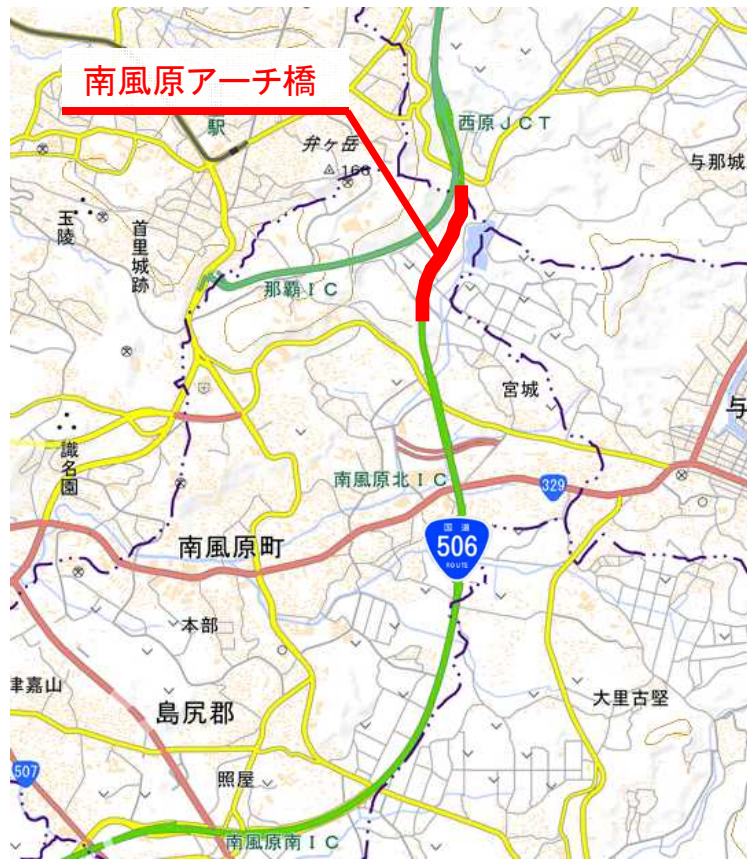 南風原アーチ橋
駅
弁ヶ岳
166
西原JCT
与那城
玉陵
首里城跡
那覇IC
宮城
与
識名園
南風原北IC
329
国道
506
ROUTE
南風原町
本部
津嘉山
島尻郡
大里古堅
507
照屋
南風原南IC